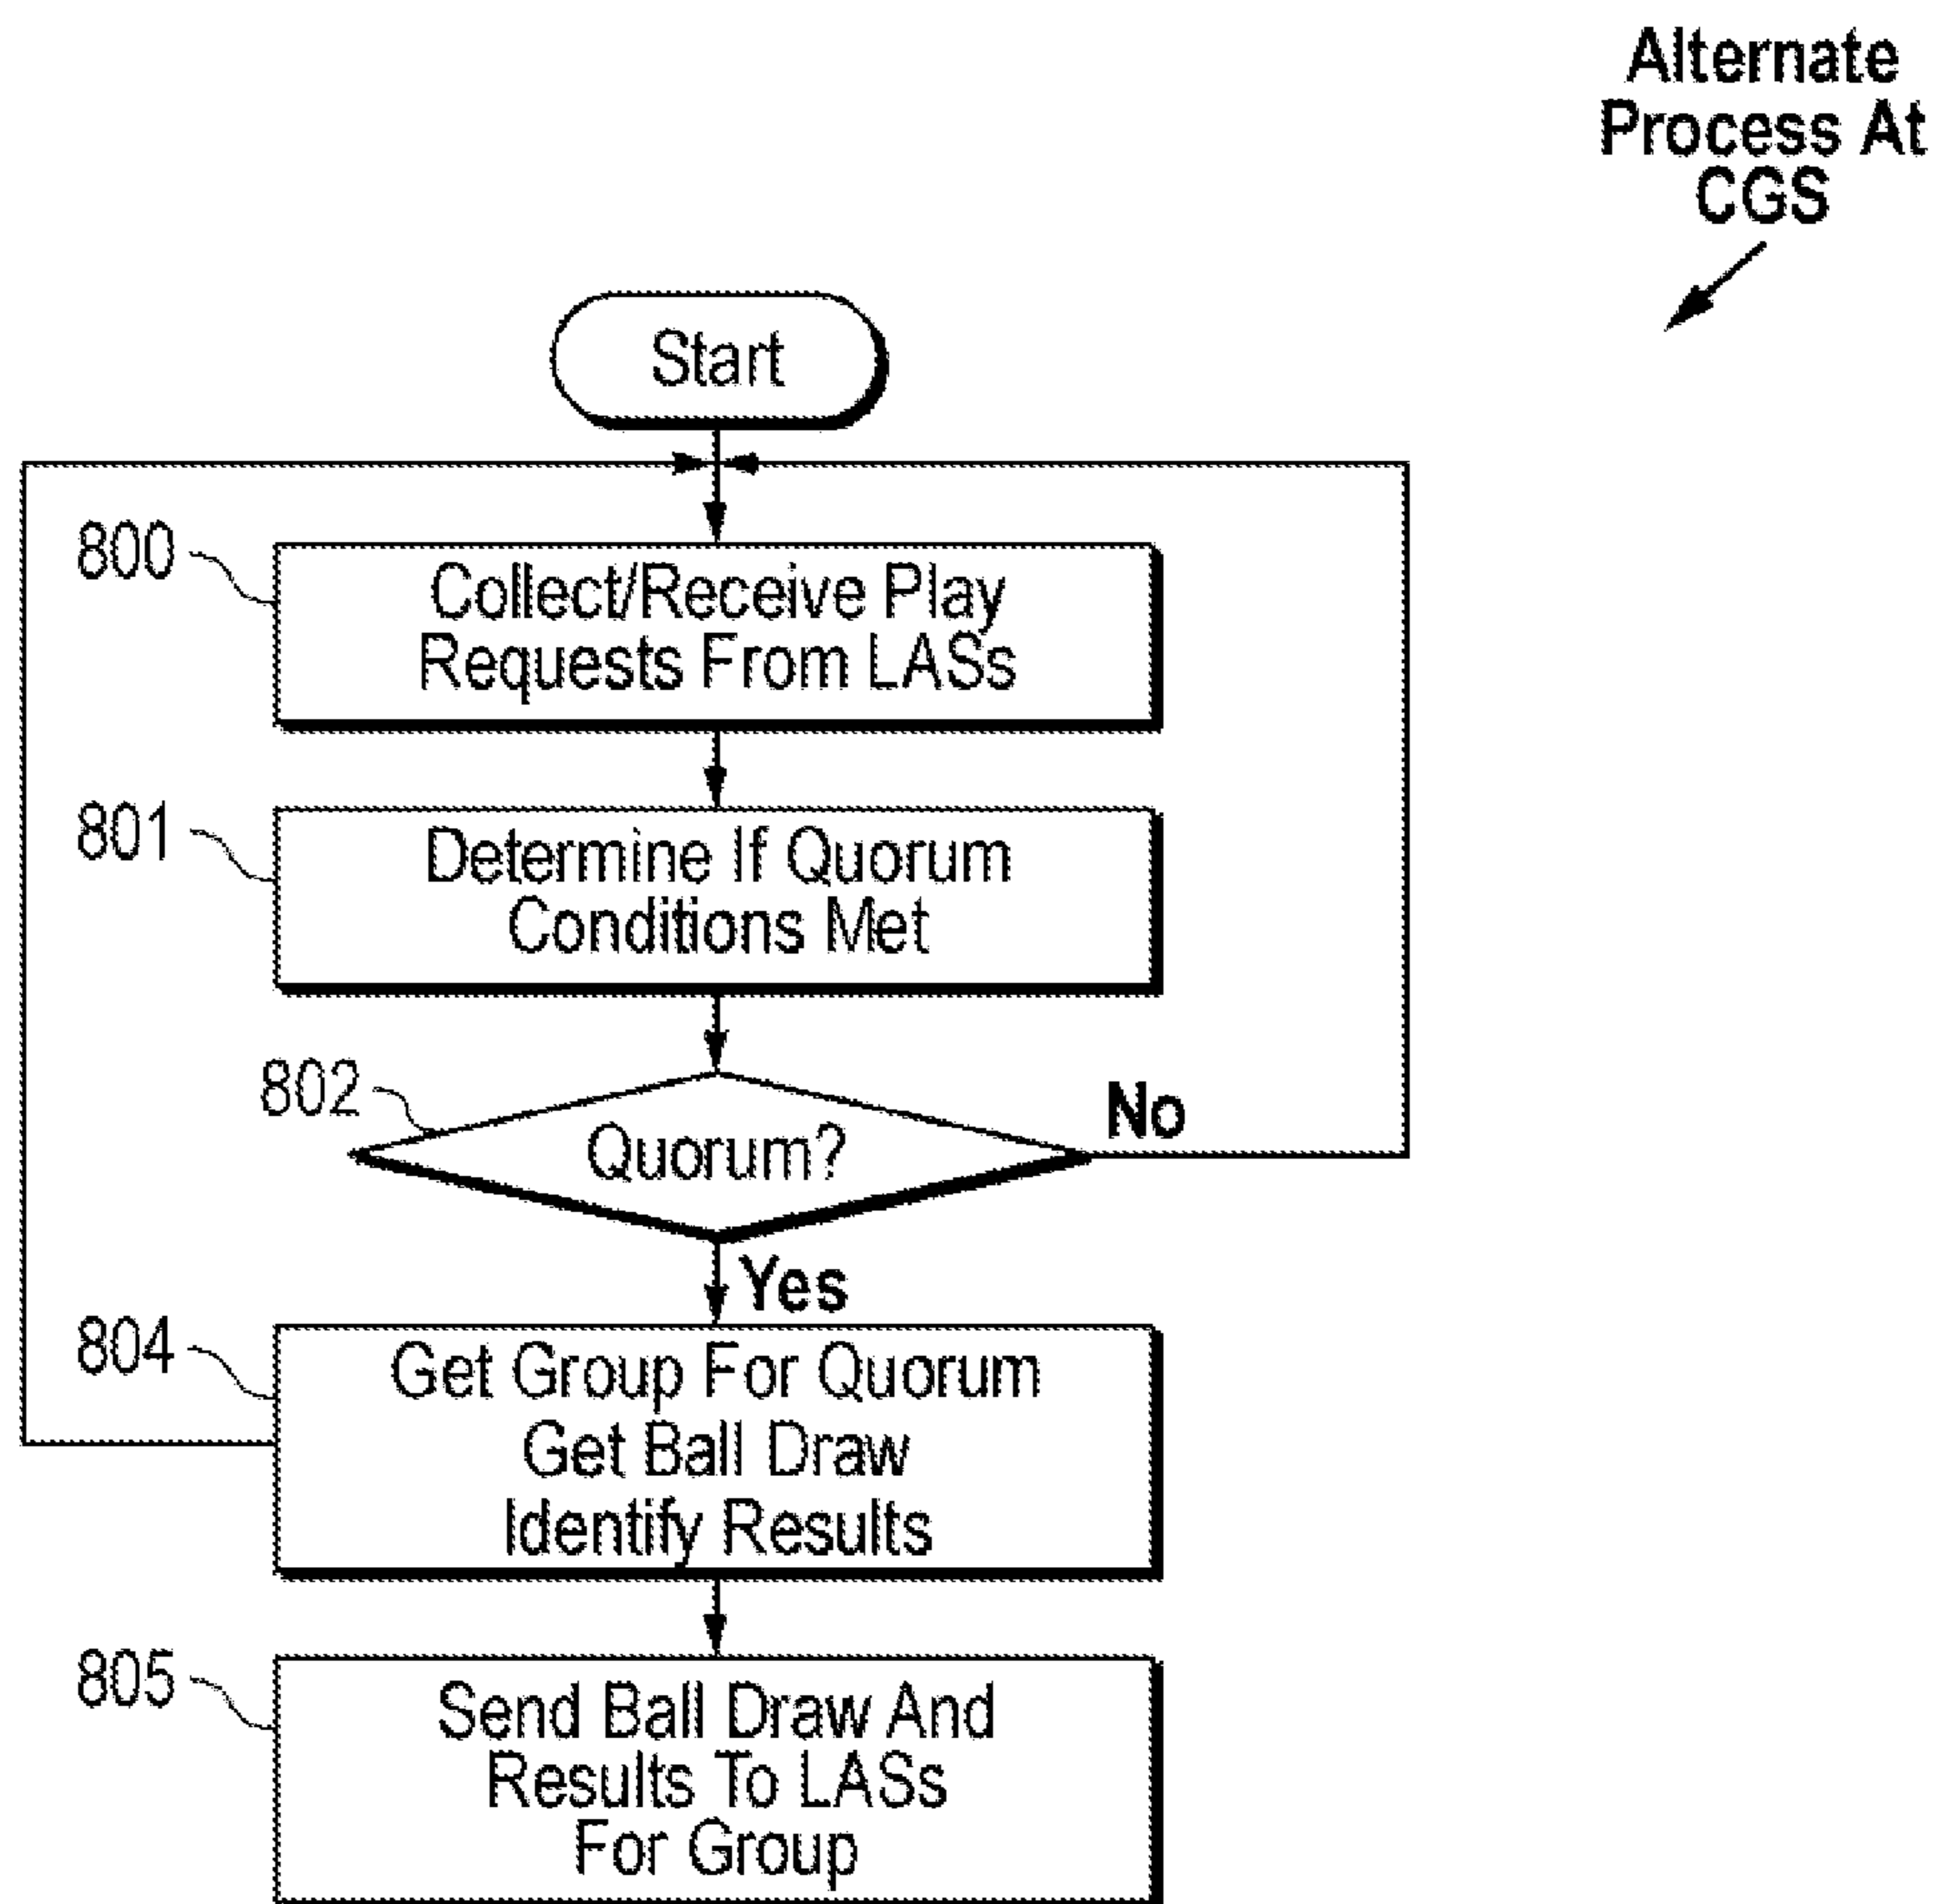 Alternate
Process At
CGS
Start
800
Collect/Receive Play
Requests From LASs
801
Determine If Quorum
Conditions Met
802
Quorum?
No
Yes
804
Get Group For Quorum
Get Ball Draw
Identify Results
805
Send Ball Draw And
Results To LASs
For Group